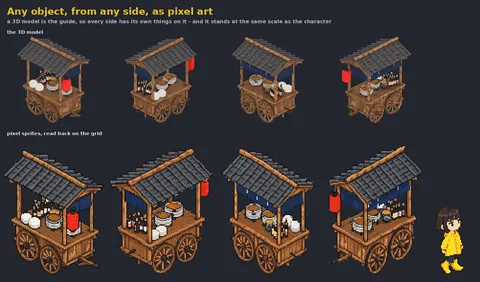 Any object, from any side, as pixel art
a 3D model is the guide, so every side has its own things on it - and it stands at the same scale as the character
the 3D model
pixel sprites, read back on the grid